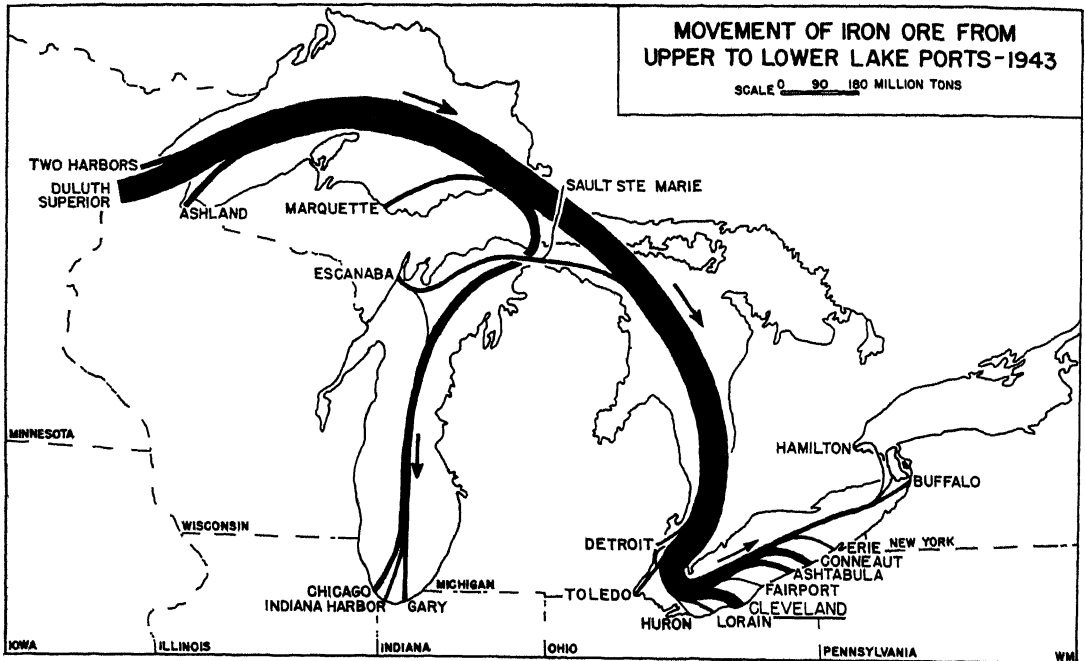 MOVEMENT OF IRON ORE FROM
UPPER TO LOWER LAKE PORTS-1943
SCALE 0 90 180 MILLION TONS
TWO HARBORS
DULUTH
SUPERIOR
ASHLAND
MARQUETTE
SAULT STE MARIE
ESCANABA
MINNESOTA
HAMILTON
BUFFALO
WISCONSIN
DETROIT
ERIE
NEW YORK
CONNEAUT
ASHTABULA
CHICAGO
MICHIGAN
TOLEDO
FAIRPORT
INDIANA HARBOR
GARY
CLEVELAND
HURON
LORAIN
IOWA
ILLINOIS
INDIANA
OHIO
PENNSYLVANIA
WM